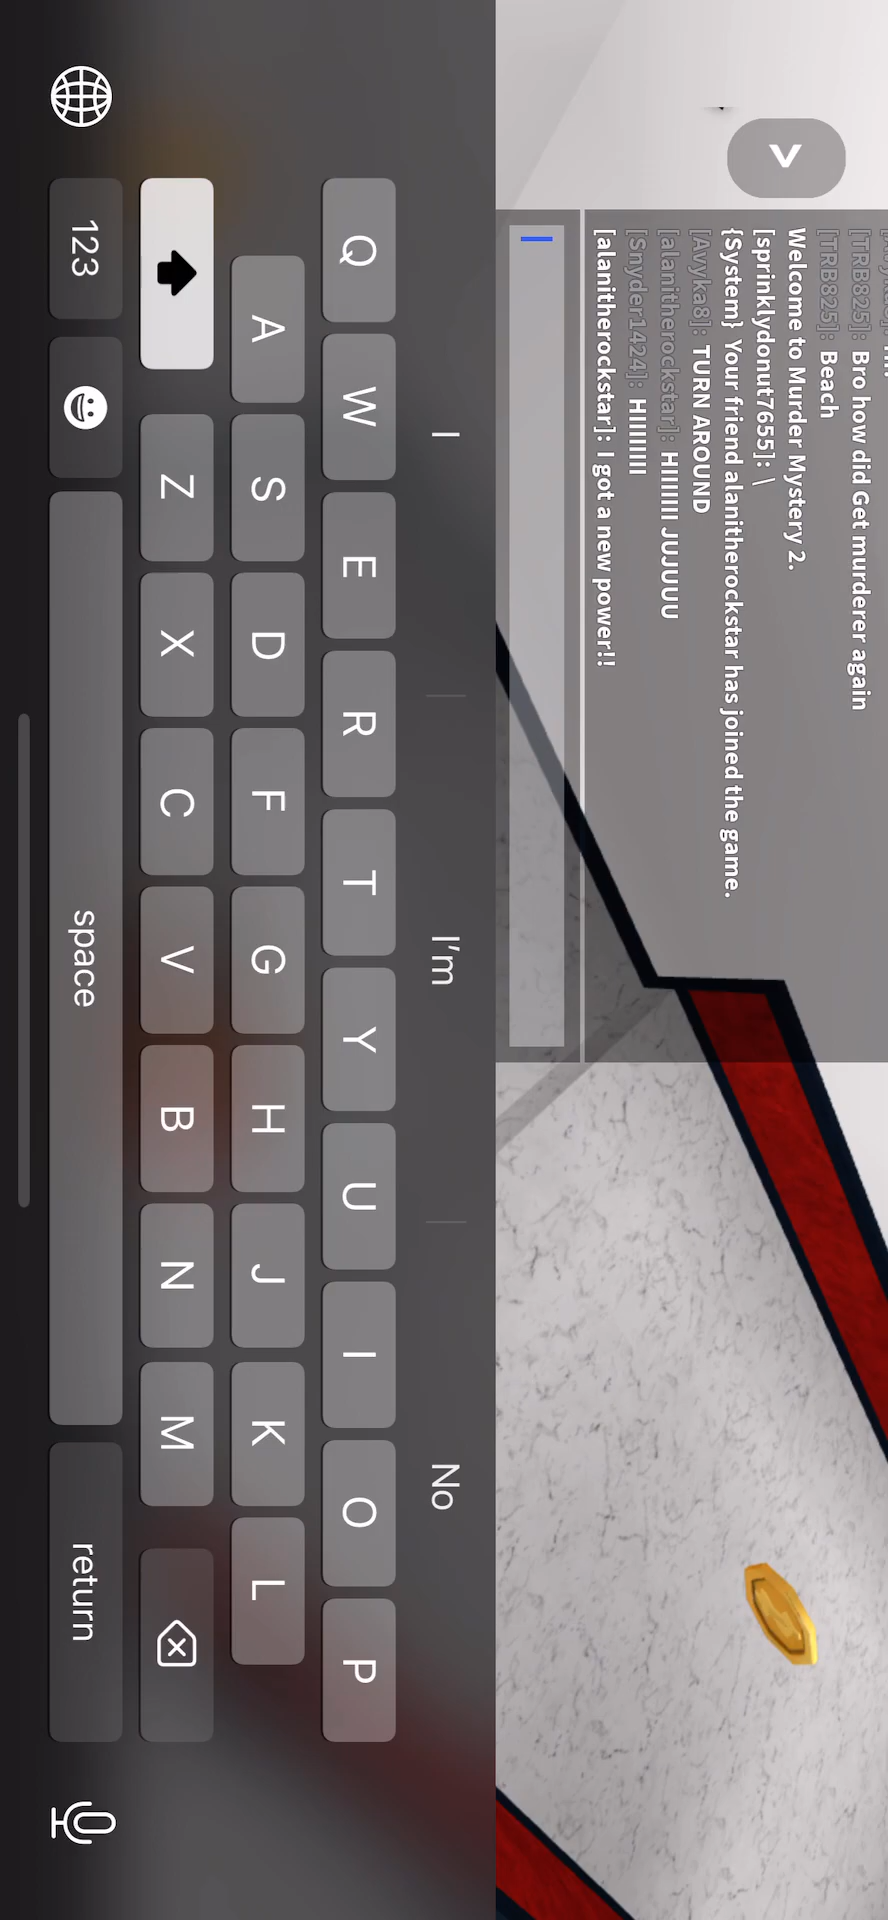 [TRB825]: Bro how did Get murderer again
[TRB825]: Beach
Welcome to Murder Mystery 2.
[sprinklydonut7655]: \
{System} Your friend alanitherockstar has joined the game.
[Avyka8]: TURN AROUND
[alanitherockstar]: HIIIIIII JUJUUU
[Snyder1424]: HIIIIIIII
[alanitherockstar]: I got a new power!!
I I'm No
Q W E R T Y U I O P
A S D F G H J K L
Z X C V B N M
123 space return